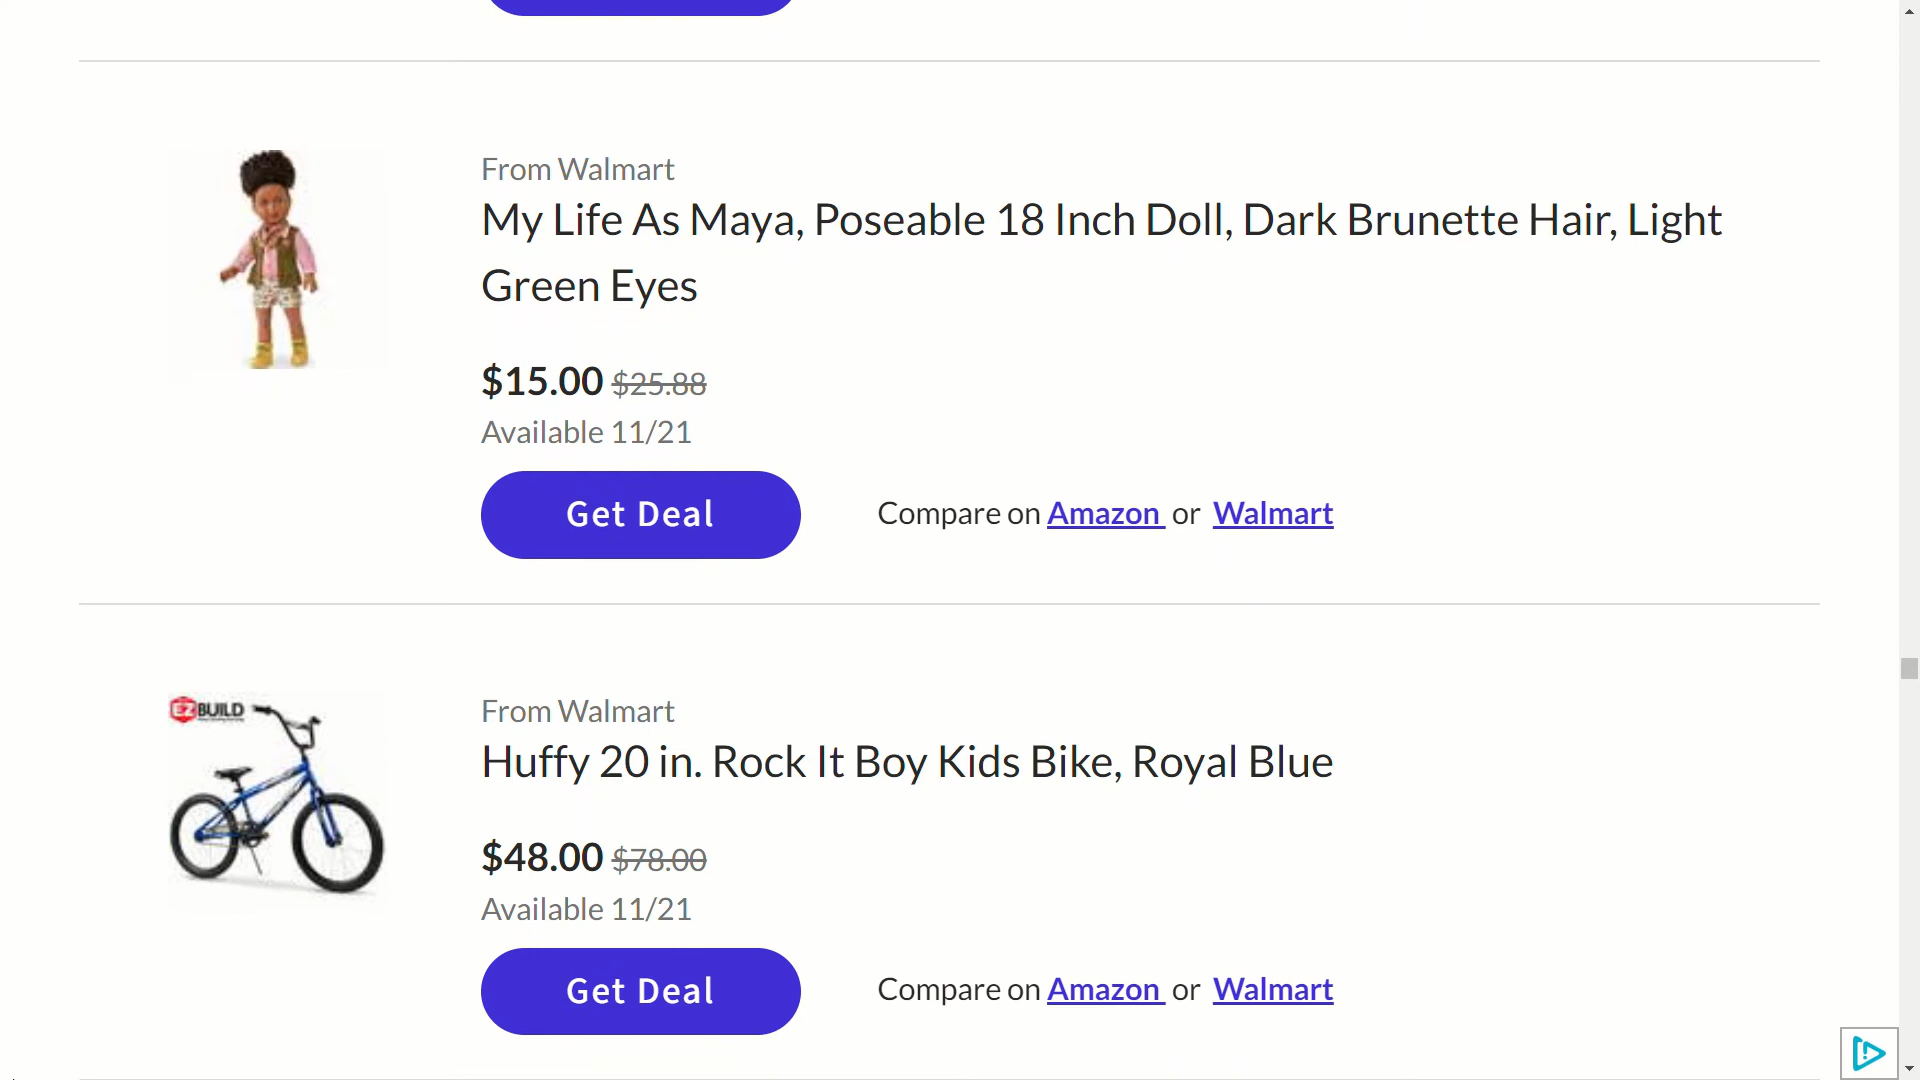 From Walmart
My Life As Maya, Poseable 18 Inch Doll, Dark Brunette Hair, Light
Green Eyes
$15.00 $25.88
Available 11/21
Get Deal
Compare on Amazon or Walmart
EZ BUILD
From Walmart
Huffy 20 in. Rock It Boy Kids Bike, Royal Blue
$48.00 $78.00
Available 11/21
Get Deal
Compare on Amazon or Walmart